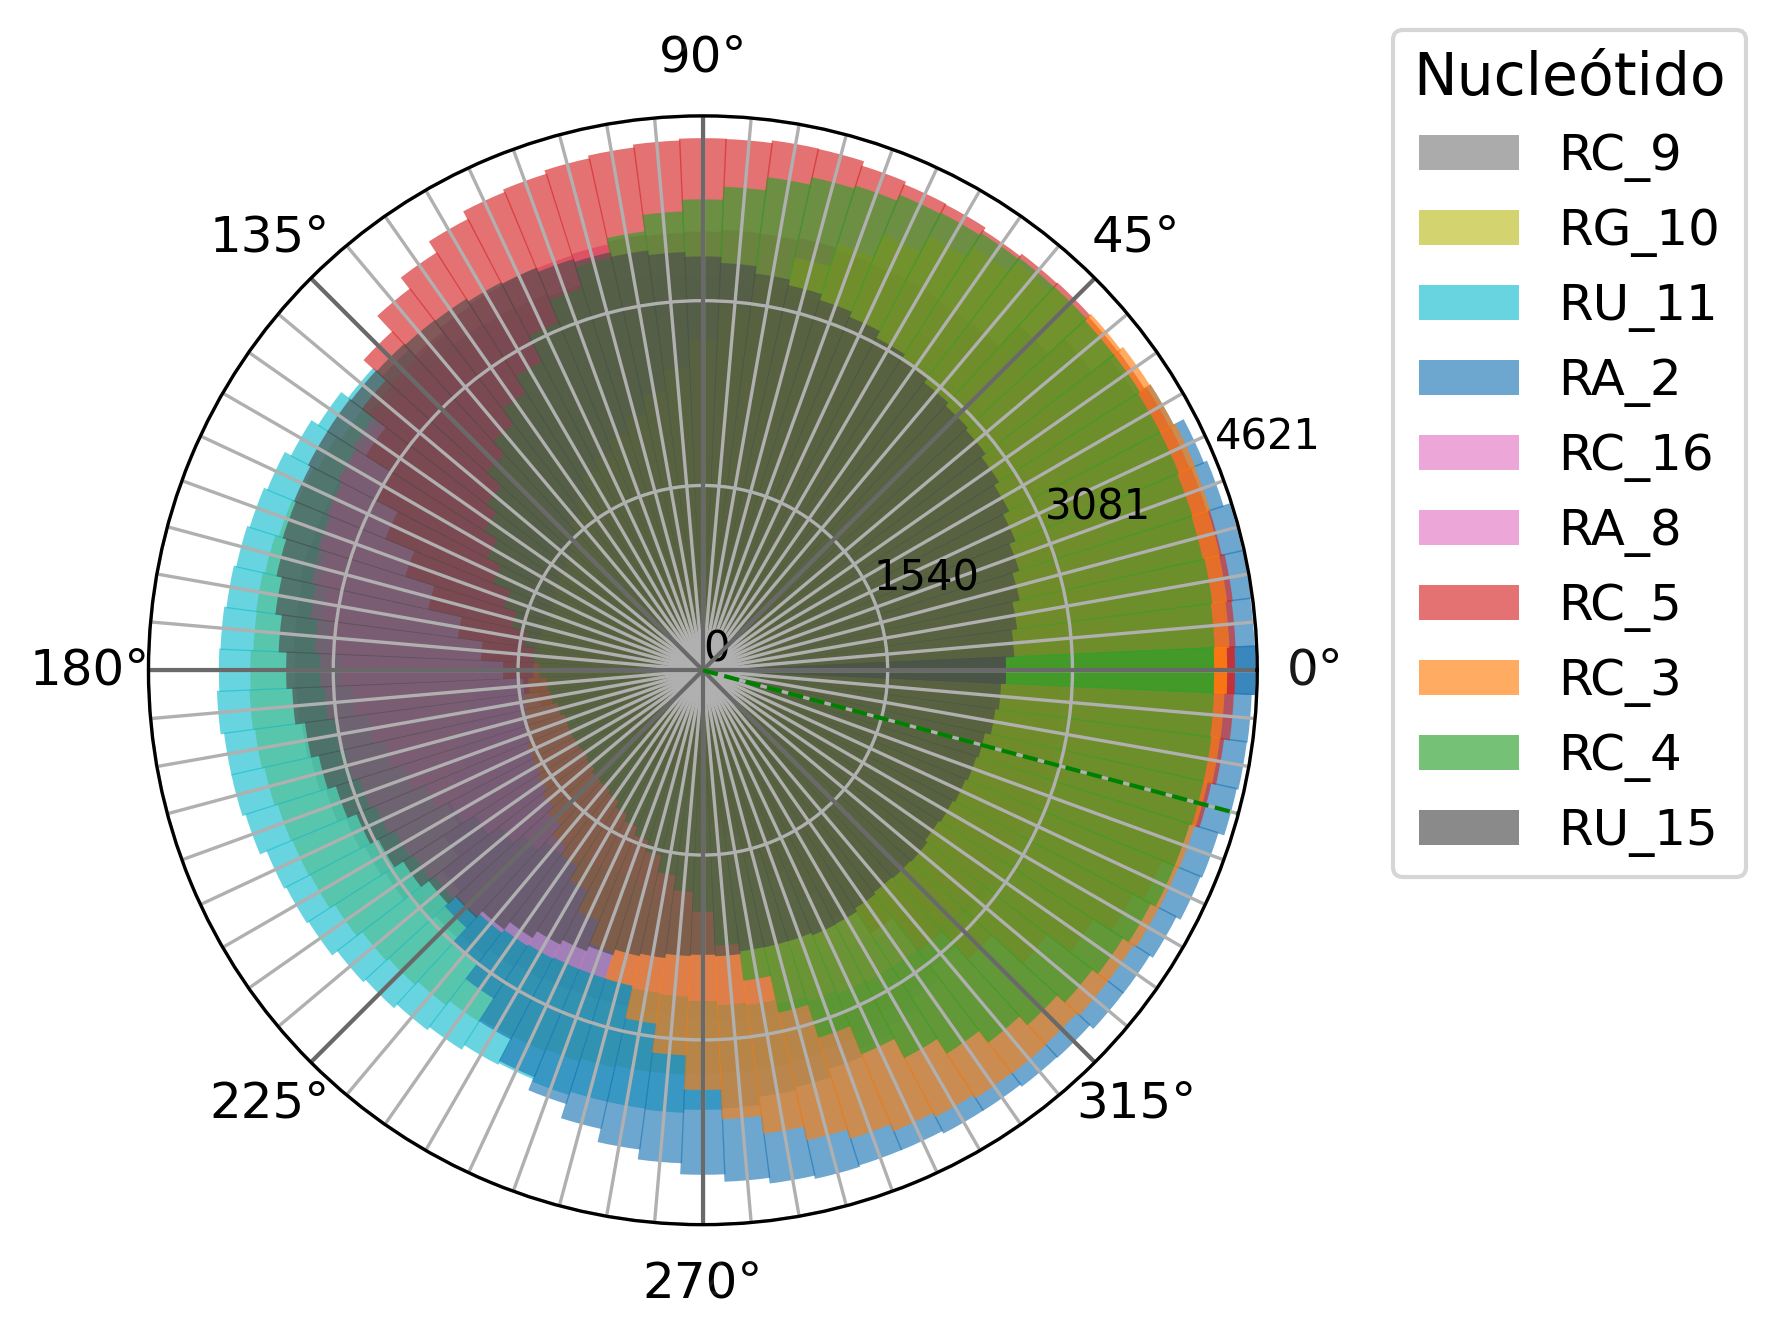 90°
Nucleótido
RC_9
RG_10
RU_11
RA_2
RC_16
RA_8
RC_5
RC_3
RC_4
RU_15
135°
45°
4621
3081
1540
0
180°
0°
225°
315°
270°